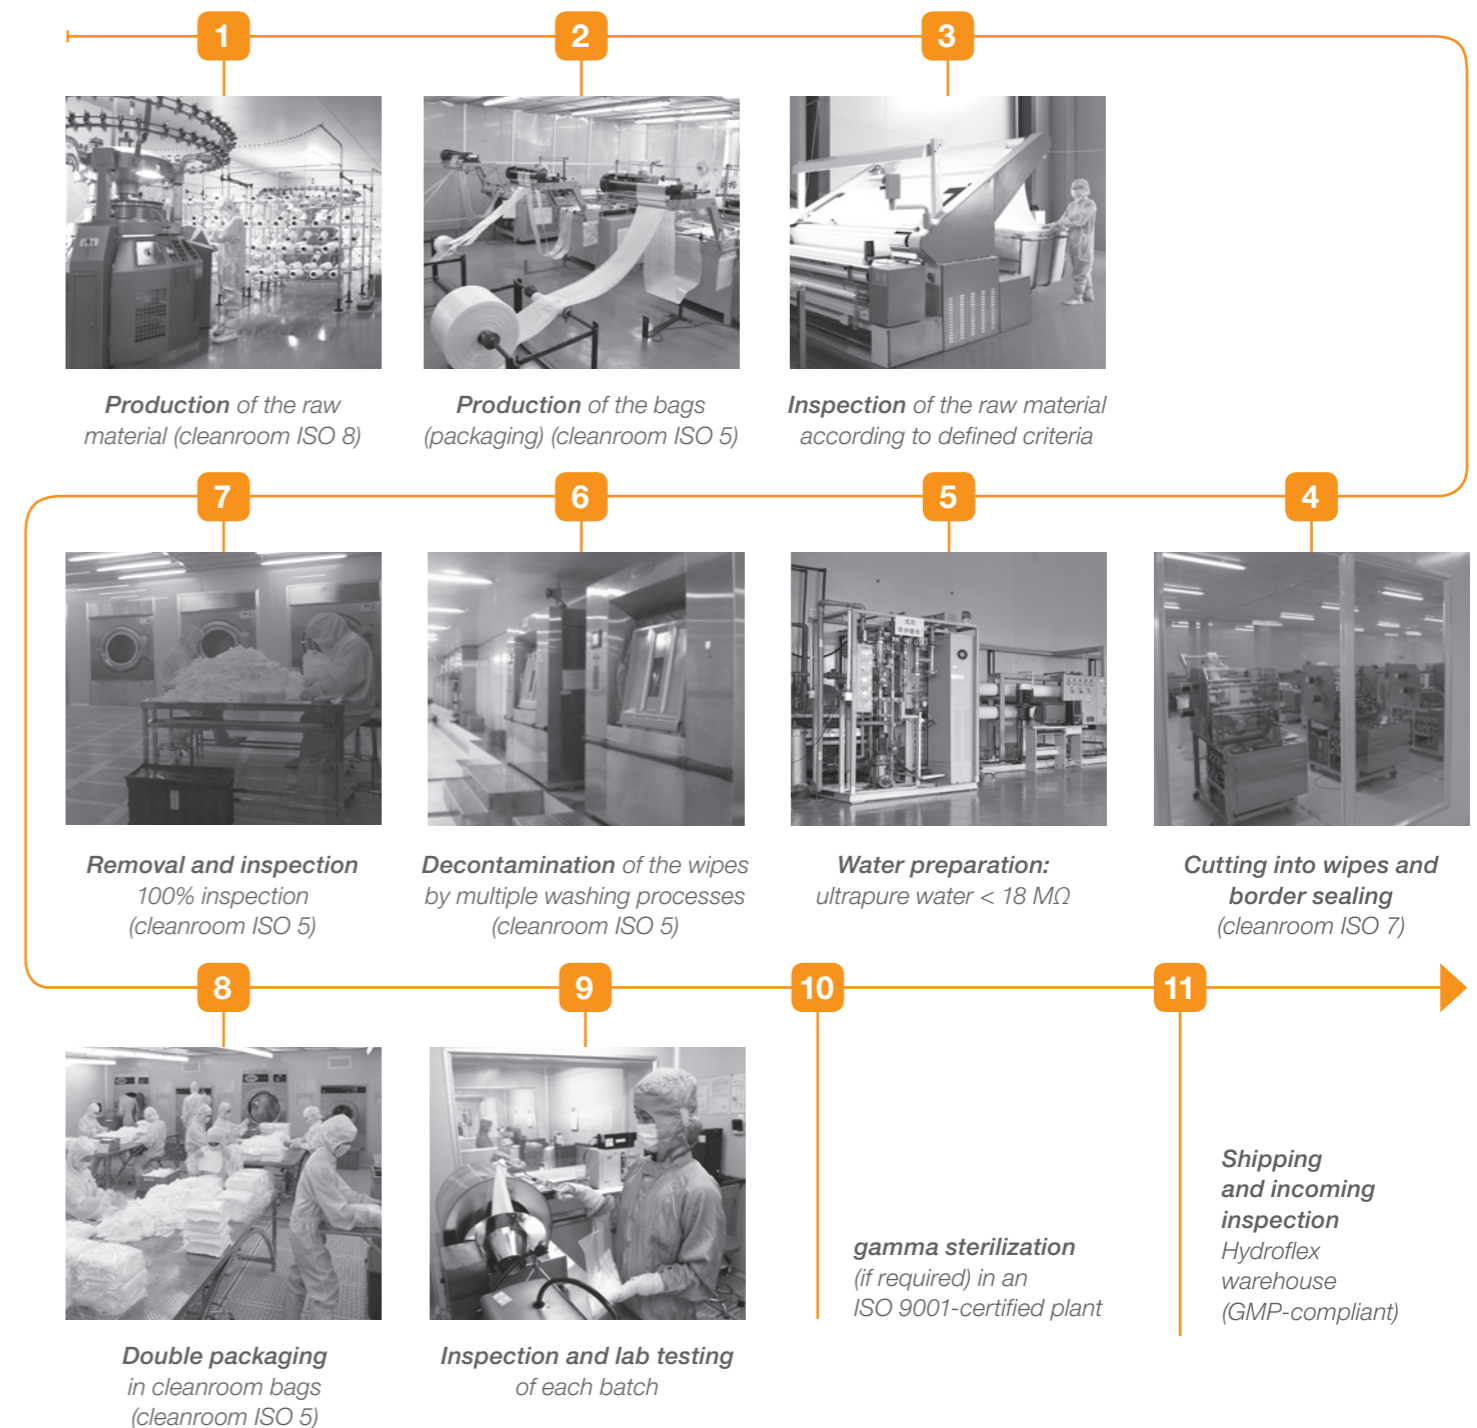 1
2
3
Production of the raw
material (cleanroom ISO 8)
Production of the bags
(packaging) (cleanroom ISO 5)
Inspection of the raw material
according to defined criteria
7
6
5
4
Removal and inspection
100% inspection
(cleanroom ISO 5)
Decontamination of the wipes
by multiple washing processes
(cleanroom ISO 5)
Water preparation:
ultrapure water < 18 MΩ
Cutting into wipes and
border sealing
(cleanroom ISO 7)
8
9
10
11
Double packaging
in cleanroom bags
(cleanroom ISO 5)
Inspection and lab testing
of each batch
gamma sterilization
(if required) in an
ISO 9001-certified plant
Shipping
and incoming
inspection
Hydroflex
warehouse
(GMP-compliant)